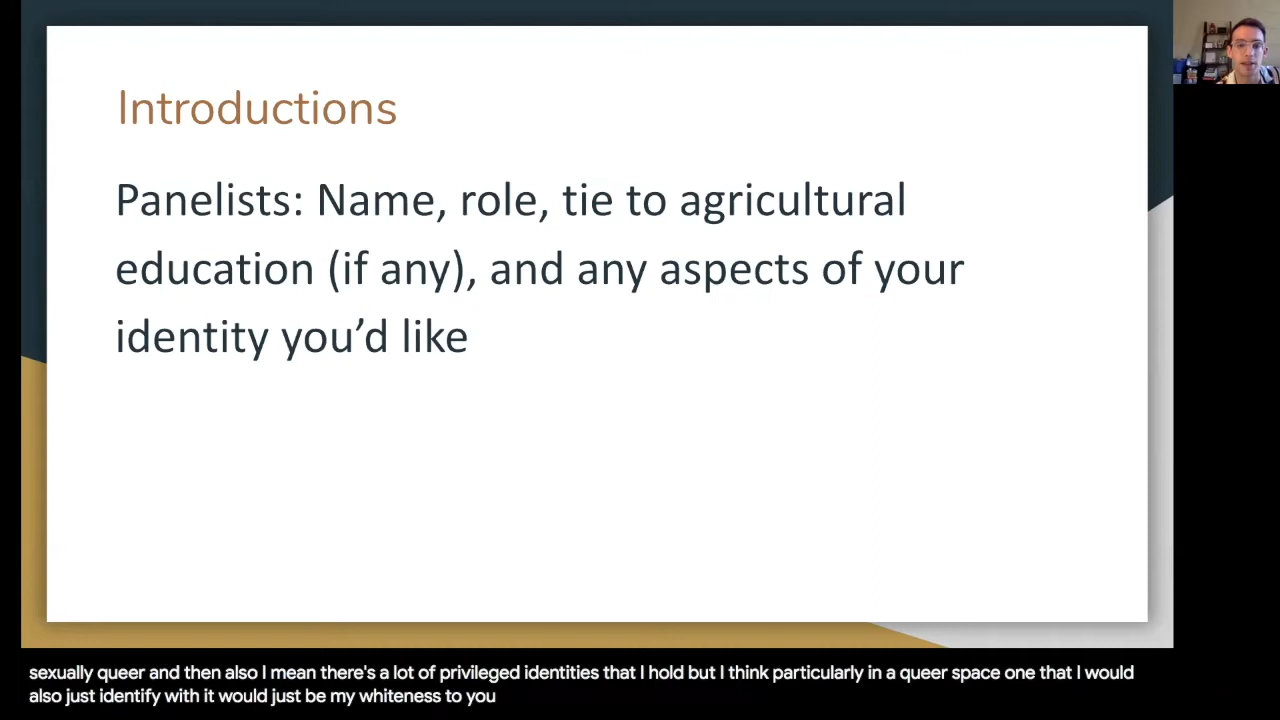 Introductions
Panelists: Name, role, tie to agricultural
education (if any), and any aspects of your
identity you’d like
sexually queer and then also I mean there's a lot of privileged identities that I hold but I think particularly in a queer space one that I would
also just identify with it would just be my whiteness to you